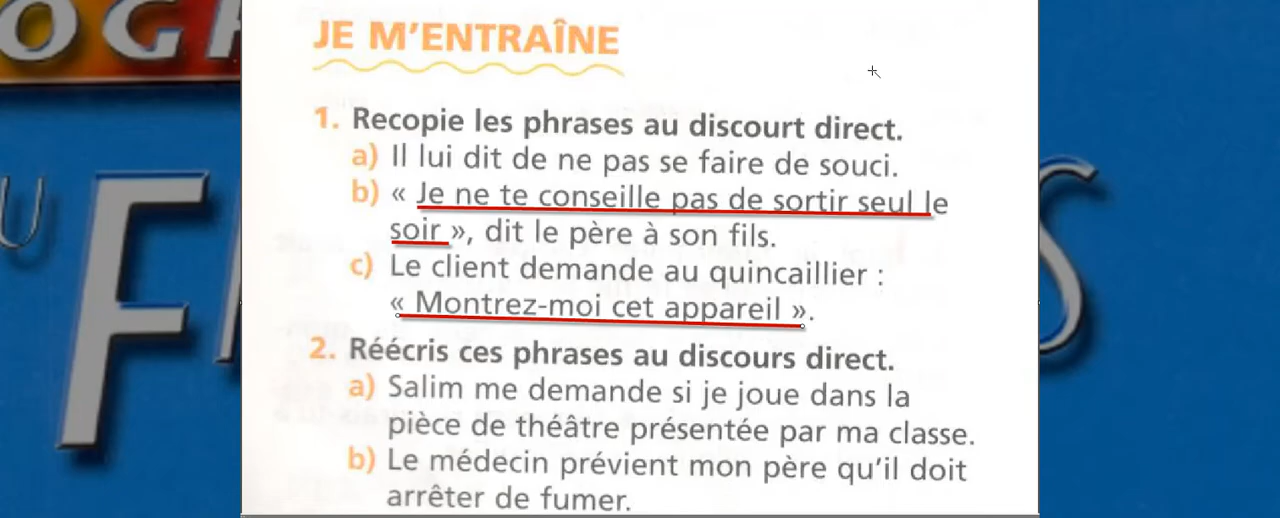 JE M'ENTRAÎNE
1. Recopie les phrases au discourt direct.
a) Il lui dit de ne pas se faire de souci.
b) « Je ne te conseille pas de sortir seul le
soir », dit le père à son fils.
c) Le client demande au quincaillier :
« Montrez-moi cet appareil ».
2. Réécris ces phrases au discours direct.
a) Salim me demande si je joue dans la
pièce de théâtre présentée par ma classe.
b) Le médecin prévient mon père qu'il doit
arrêter de fumer.